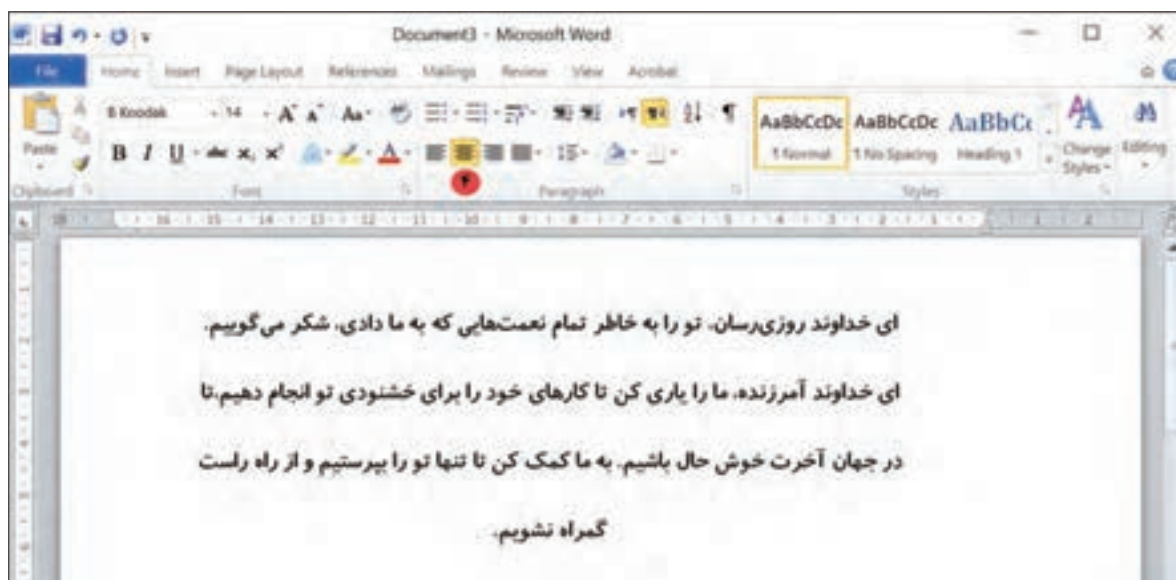 Document3 - Microsoft Word
File Home Insert Page Layout References Mailings Review View Acrobat
B Koodak 14
Paste
AaBbCcDc AaBbCcDc AaBbCc
¶ Normal ¶ No Spacing Heading 1
Change Styles
Editing
Clipboard Font Paragraph Styles
ای خداوند روزی‌رسان، تو را به خاطر تمام نعمت‌هایی که به ما دادی، شکر می‌گوییم.
ای خداوند آمرزنده، ما را یاری کن تا کارهای خود را برای خشنودی تو انجام دهیم.تا
در جهان آخرت خوش حال باشیم. به ما کمک کن تا تنها تو را بپرستیم و از راه راست
گمراه نشویم.